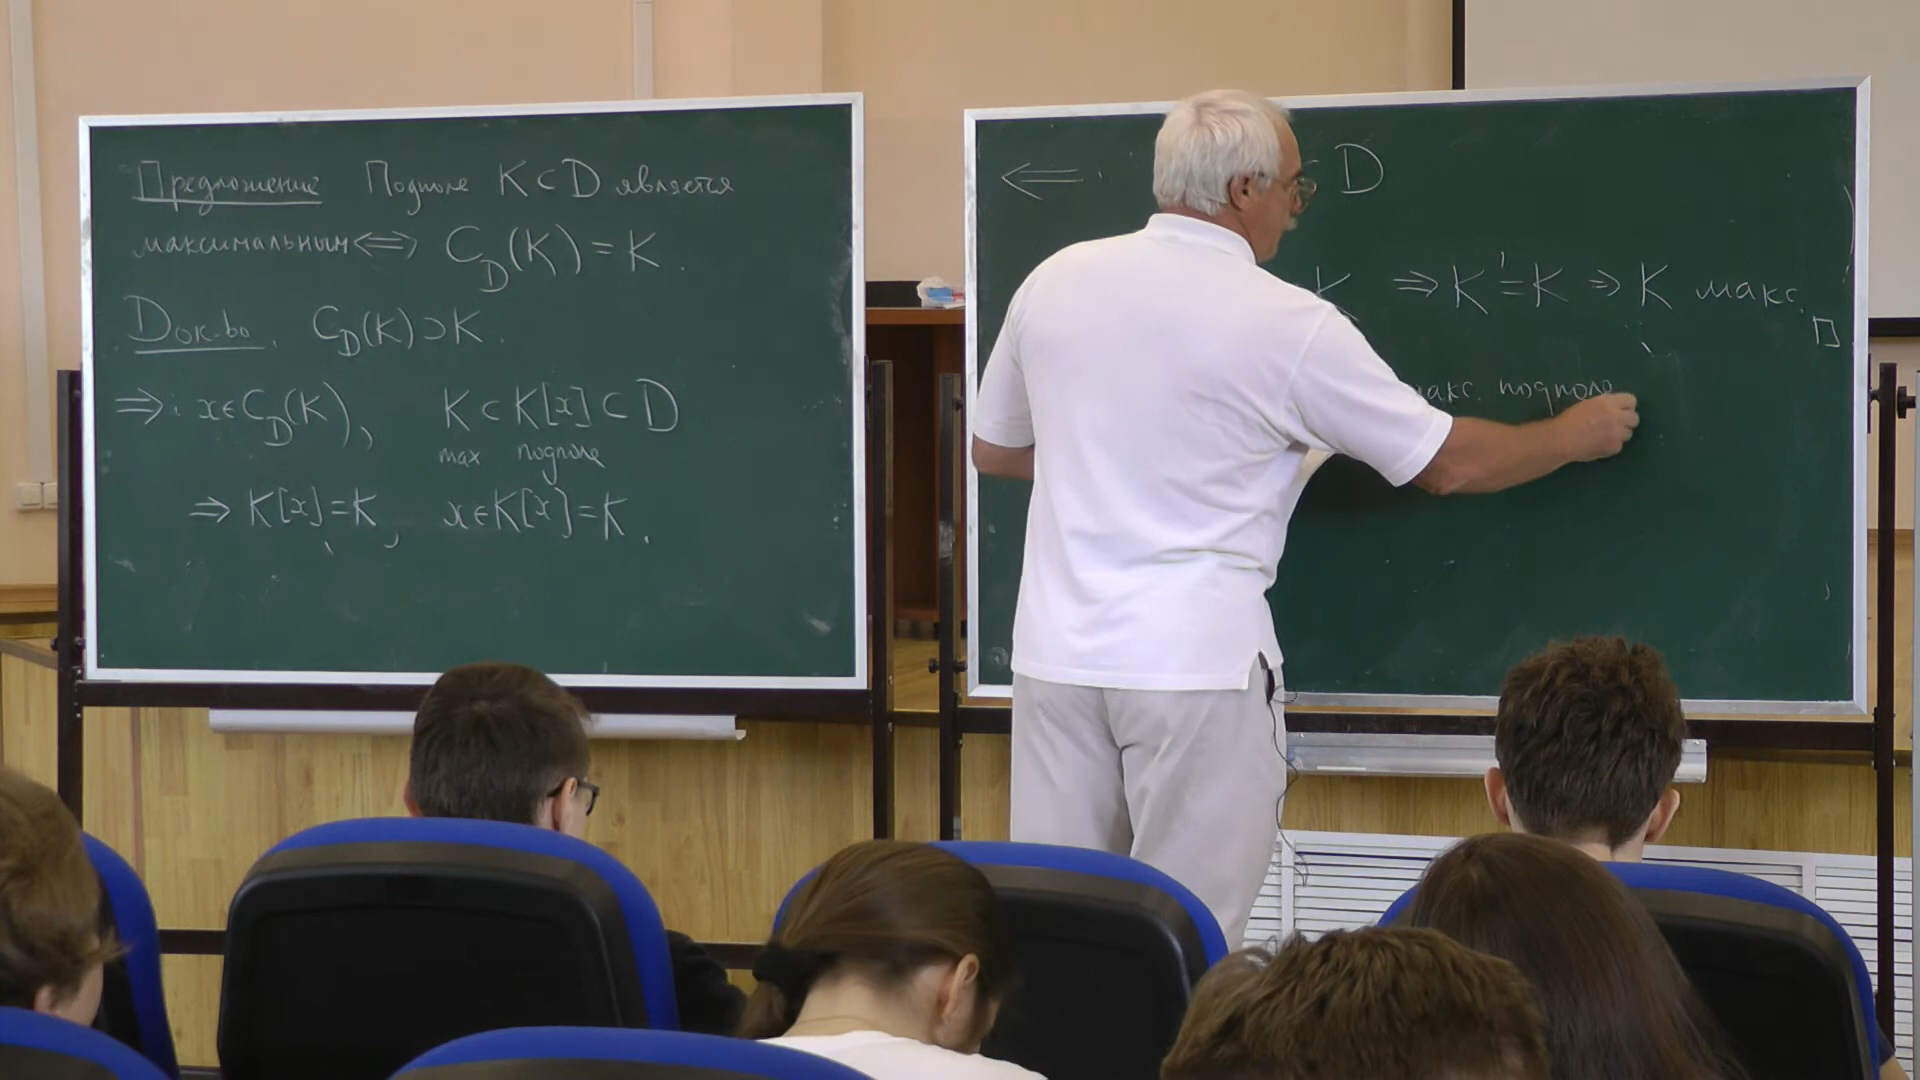 Предложение Подполе K ⊂ D является
максимальным ⟺ C_D(K) = K.
Док-во. C_D(K) ⊃ K.
⇒: x ∈ C_D(K), K ⊂ K[x] ⊂ D
max подполе
⇒ K[x] = K, x ∈ K[x] = K.
⟸ D
K ⇒ K' = K ⇒ K макс.
□
макс. подполе